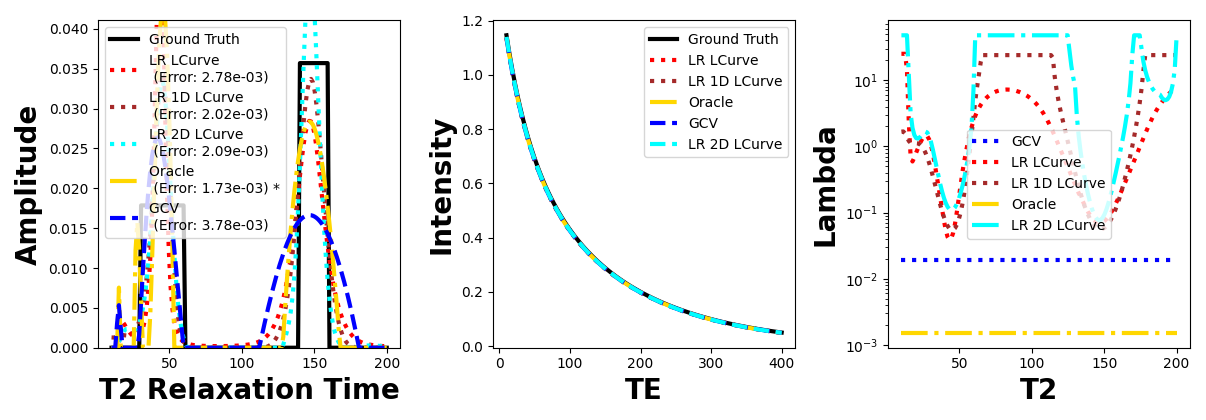 0.040
0.035
0.030
0.025
0.020
0.015
0.010
0.005
0.000
Amplitude
50
100
150
200
T2 Relaxation Time
Ground Truth
LR LCurve
(Error: 2.78e-03)
LR 1D LCurve
(Error: 2.02e-03)
LR 2D LCurve
(Error: 2.09e-03)
Oracle
(Error: 1.73e-03) *
GCV
(Error: 3.78e-03)
1.2
1.0
0.8
0.6
0.4
0.2
0.0
Intensity
0
100
200
300
400
TE
Ground Truth
LR LCurve
LR 1D LCurve
Oracle
GCV
LR 2D LCurve
10¹
10⁰
10⁻¹
10⁻²
10⁻³
Lambda
50
100
150
200
T2
GCV
LR LCurve
LR 1D LCurve
Oracle
LR 2D LCurve